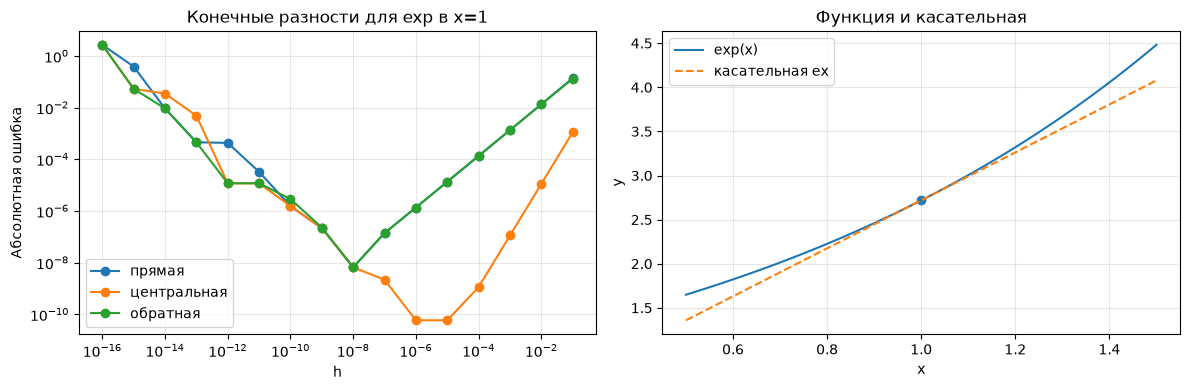 Конечные разности для exp в x=1
Абсолютная ошибка
10⁰
10⁻²
10⁻⁴
10⁻⁶
10⁻⁸
10⁻¹⁰
прямая
центральная
обратная
10⁻¹⁶
10⁻¹⁴
10⁻¹²
10⁻¹⁰
10⁻⁸
10⁻⁶
10⁻⁴
10⁻²
h
Функция и касательная
y
4.5
4.0
3.5
3.0
2.5
2.0
1.5
exp(x)
касательная ex
0.6
0.8
1.0
1.2
1.4
x